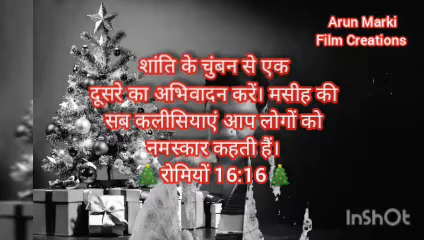 Arun Marki
Film Creations
शांति के चुंबन से एक
दूसरे का अभिवादन करें। मसीह की
सब कलीसियाएं आप लोगों को
नमस्कार कहती हैं।
🎄रोमियों 16:16🎄
InShOt